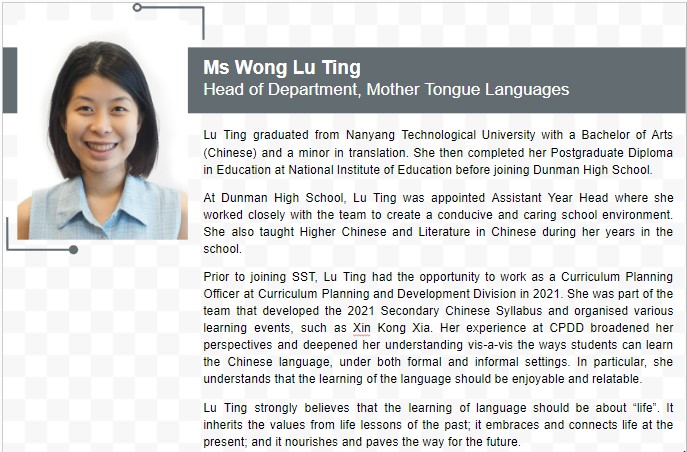 Ms Wong Lu Ting
Head of Department, Mother Tongue Languages
Lu Ting graduated from Nanyang Technological University with a Bachelor of Arts
(Chinese) and a minor in translation. She then completed her Postgraduate Diploma
in Education at National Institute of Education before joining Dunman High School.
At Dunman High School, Lu Ting was appointed Assistant Year Head where she
worked closely with the team to create a conducive and caring school environment.
She also taught Higher Chinese and Literature in Chinese during her years in the
school.
Prior to joining SST, Lu Ting had the opportunity to work as a Curriculum Planning
Officer at Curriculum Planning and Development Division in 2021. She was part of the
team that developed the 2021 Secondary Chinese Syllabus and organised various
learning events, such as Xin Kong Xia. Her experience at CPDD broadened her
perspectives and deepened her understanding vis-a-vis the ways students can learn
the Chinese language, under both formal and informal settings. In particular, she
understands that the learning of the language should be enjoyable and relatable.
Lu Ting strongly believes that the learning of language should be about “life”. It
inherits the values from life lessons of the past; it embraces and connects life at the
present; and it nourishes and paves the way for the future.